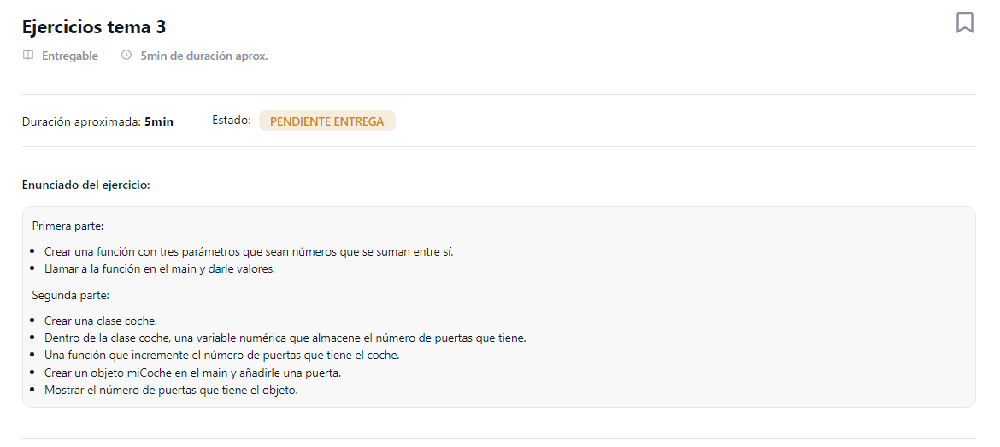 Ejercicios tema 3
Entregable 5min de duración aprox.
Duración aproximada: 5min Estado: PENDIENTE ENTREGA
Enunciado del ejercicio:
Primera parte:
Crear una función con tres parámetros que sean números que se suman entre sí.
Llamar a la función en el main y darle valores.
Segunda parte:
Crear una clase coche.
Dentro de la clase coche, una variable numérica que almacene el número de puertas que tiene.
Una función que incremente el número de puertas que tiene el coche.
Crear un objeto miCoche en el main y añadirle una puerta.
Mostrar el número de puertas que tiene el objeto.